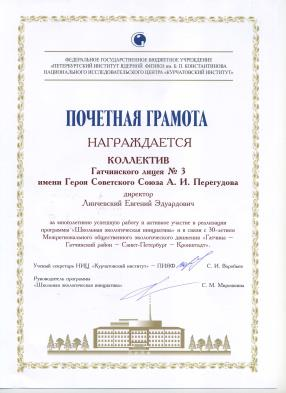 ФЕДЕРАЛЬНОЕ ГОСУДАРСТВЕННОЕ БЮДЖЕТНОЕ УЧРЕЖДЕНИЕ
«ПЕТЕРБУРГСКИЙ ИНСТИТУТ ЯДЕРНОЙ ФИЗИКИ им. Б. П. КОНСТАНТИНОВА
НАЦИОНАЛЬНОГО ИССЛЕДОВАТЕЛЬСКОГО ЦЕНТРА «КУРЧАТОВСКИЙ ИНСТИТУТ»
ПОЧЕТНАЯ ГРАМОТА
НАГРАЖДАЕТСЯ
КОЛЛЕКТИВ
Гатчинского лицея № 3
имени Героя Советского Союза А. И. Перегудова
директор
Линчевский Евгений Эдуардович
за многолетнюю успешную работу и активное участие в реализации
программы «Школьная экологическая инициатива» и в связи с 30-летием
Межрегионального общественного экологического движения «Гатчина –
Гатчинский район – Санкт-Петербург – Кронштадт».
Ученый секретарь НИЦ «Курчатовский институт» – ПИЯФ С. И. Воробьев
Руководитель программы
«Школьная экологическая инициатива» С. М. Мирошкина